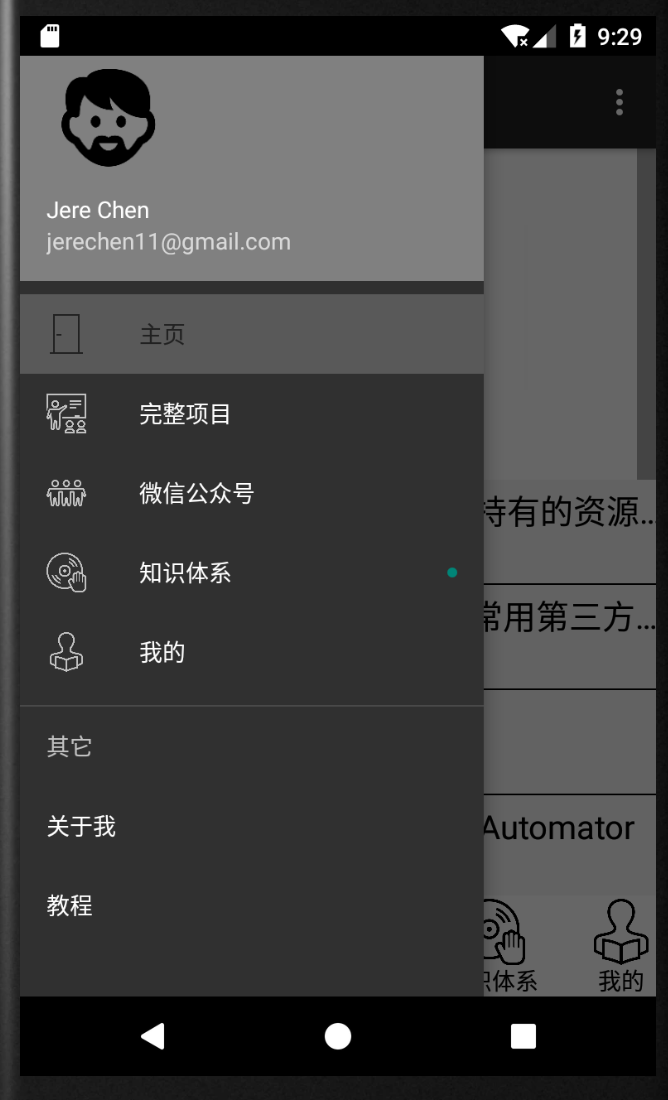 9:29
Jere Chen
jerechen11@gmail.com
主页
完整项目
微信公众号
知识体系
我的
其它
关于我
教程
持有的资源...
常用第三方...
Automator
识体系
我的